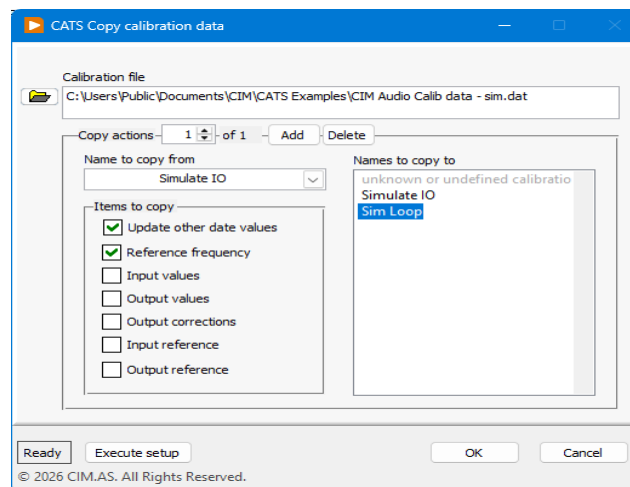 CATS Copy calibration data
Calibration file
C:\Users\Public\Documents\CIM\CATS Examples\CIM Audio Calib data - sim.dat
Copy actions 1 of 1 Add Delete
Name to copy from
Simulate IO
Items to copy
Update other date values
Reference frequency
Input values
Output values
Output corrections
Input reference
Output reference
Names to copy to
unknown or undefined calibratio
Simulate IO
Sim Loop
Ready Execute setup OK Cancel
© 2026 CIM.AS. All Rights Reserved.